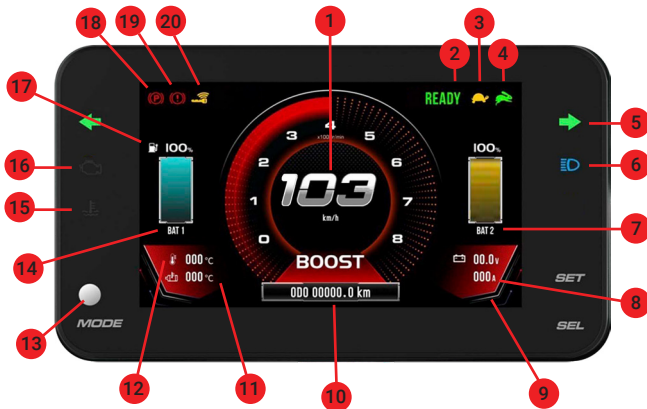 18
19
20
1
2
3
4
17
READY
4
3
5
x1000r/min
100%
100%
5
2
6
16
6
103
1
7
km/h
15
BAT 1
BAT 2
7
0
8
14
BOOST
000 °C
00.0 v
000 °C
000 A
SET
8
ODO 00000.0 km
13
MODE
SEL
12
11
10
9